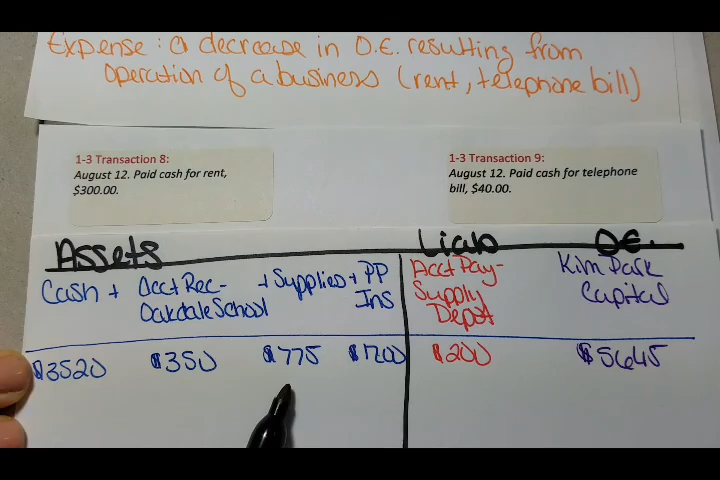 Expense: a decrease in O.E. resulting from
operation of a business (rent, telephone bill)
1-3 Transaction 8:
August 12. Paid cash for rent,
$300.00.
1-3 Transaction 9:
August 12. Paid cash for telephone
bill, $40.00.
Assets Liab O.E.
Cash + Acct Rec- Oakdale School + Supplies + PP Ins
Acct Pay- Supply Depot
Kim Park Capital
$3520 $350 $775 $1200 $200 $5645